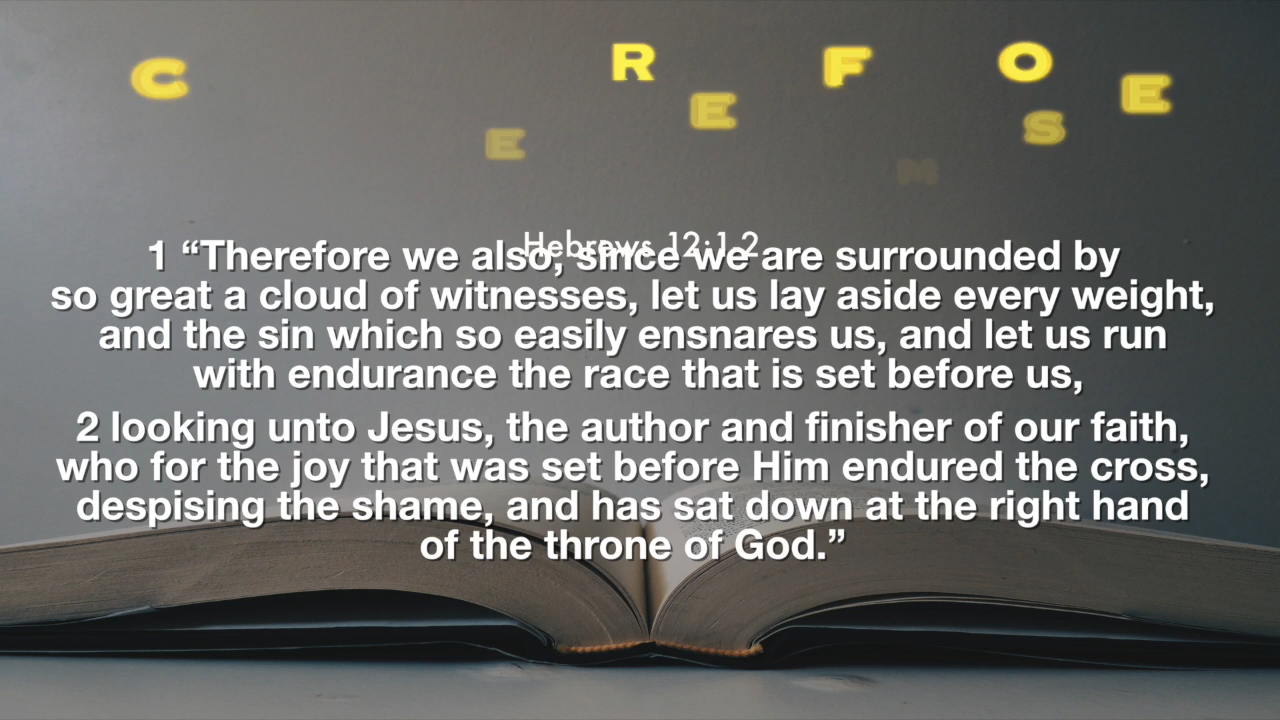 C R F O
E E S E
M
Hebrews 12:1,2
1 “Therefore we also, since we are surrounded by
so great a cloud of witnesses, let us lay aside every weight,
and the sin which so easily ensnares us, and let us run
with endurance the race that is set before us,
2 looking unto Jesus, the author and finisher of our faith,
who for the joy that was set before Him endured the cross,
despising the shame, and has sat down at the right hand
of the throne of God.”